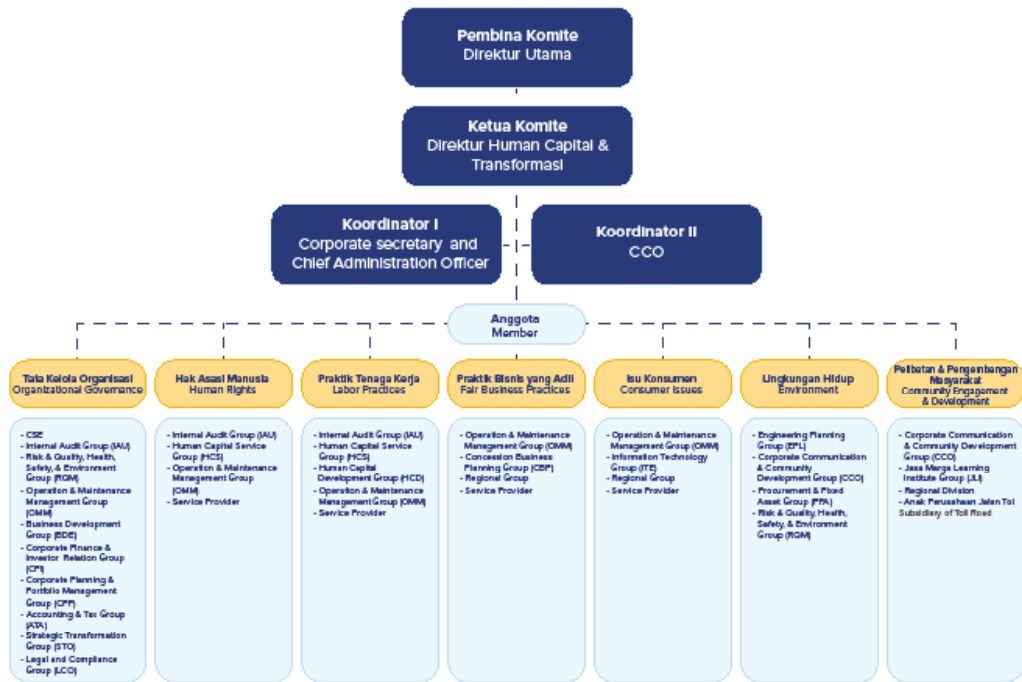 Pembina Komite
Direktur Utama
Ketua Komite
Direktur Human Capital &
Transformasi
Koordinator I
Corporate secretary and
Chief Administration Officer
Koordinator II
CCO
Anggota
Member
Tata Kelola Organisasi
Organizational Governance
Hak Asasi Manusia
Human Rights
Praktik Tenaga Kerja
Labor Practices
Praktik Bisnis yang Adil
Fair Business Practices
Isu Konsumen
Consumer Issues
Lingkungan Hidup
Environment
Pelibatan & Pengembangan
Masyarakat
Community Engagement
& Development
- CSE
- Internal Audit Group (IAU)
- Risk & Quality, Health,
Safety, & Environment
Group (RQM)
- Operation & Maintenance
Management Group
(OMM)
- Business Development
Group (BDE)
- Corporate Finance &
Investor Relation Group
(CFI)
- Corporate Planning &
Portfolio Management
Group (CPP)
- Accounting & Tax Group
(ATA)
- Strategic Transformation
Group (STO)
- Legal and Compliance
Group (LCO)
- Internal Audit Group (IAU)
- Human Capital Service
Group (HCS)
- Operation & Maintenance
Management Group
(OMM)
- Service Provider
- Internal Audit Group (IAU)
- Human Capital Service
Group (HCS)
- Human Capital
Development Group (HCD)
- Operation & Maintenance
Management Group (OMM)
- Service Provider
- Operation & Maintenance
Management Group (OMM)
- Concession Business
Planning Group (CBP)
- Regional Group
- Service Provider
- Operation & Maintenance
Management Group (OMM)
- Information Technology
Group (ITE)
- Regional Group
- Service Provider
- Engineering Planning
Group (EPL)
- Corporate Communication
& Community
Development Group (CCO)
- Procurement & Fixed
Asset Group (PFA)
- Risk & Quality, Health,
Safety, & Environment
Group (RQM)
- Corporate Communication
& Community Development
Group (CCO)
- Jasa Marga Learning
Institute Group (JLI)
- Regional Division
- Anak Perusahaan Jalan Tol
Subsidiary of Toll Road